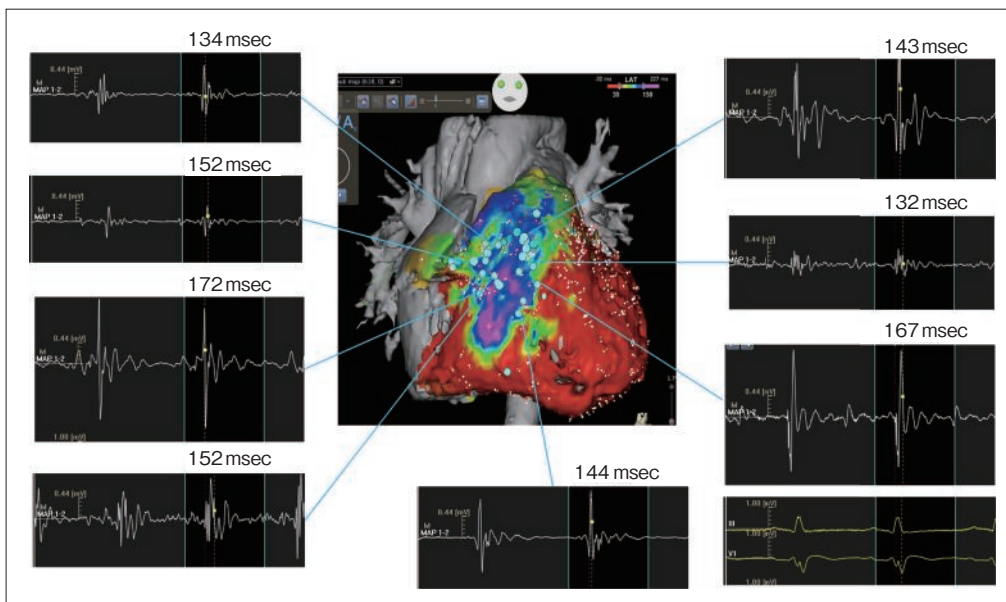 134 msec
0.44 [mV]
M
MAP 1-2
152 msec
0.44 [mV]
M
MAP 1-2
172 msec
0.44 [mV]
M
MAP 1-2
1.00 [mV]
152 msec
0.44 [mV]
M
MAP 1-2
LAT
144 msec
0.44 [mV]
M
MAP 1-2
143 msec
0.44 [mV]
M
MAP 1-2
132 msec
0.44 [mV]
M
MAP 1-2
167 msec
0.44 [mV]
M
MAP 1-2
1.00 [mV]
III
1.00 [mV]
V1
1.00 [mV]